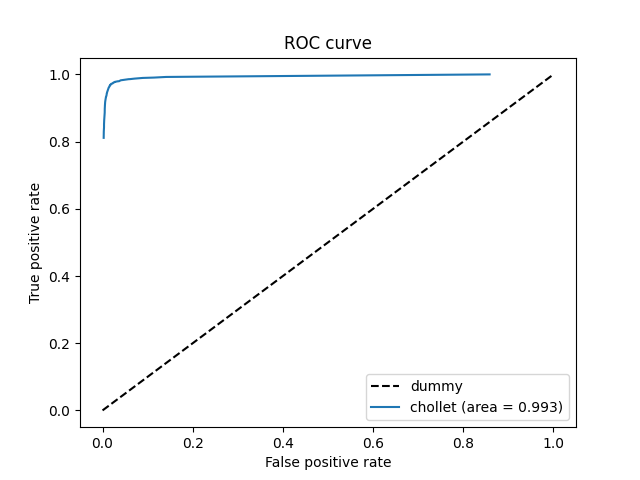 ROC curve
True positive rate
1.0
0.8
0.6
0.4
0.2
0.0
0.0 0.2 0.4 0.6 0.8 1.0
False positive rate
dummy
chollet (area = 0.993)